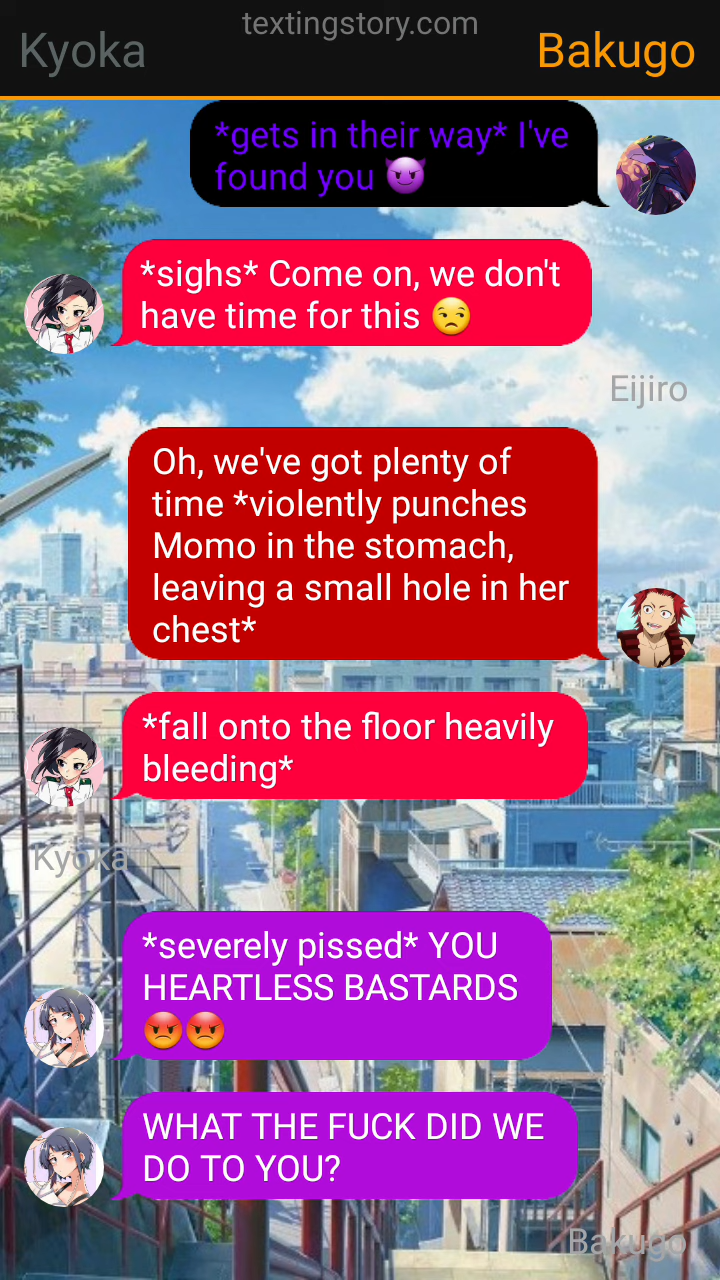 textingstory.com
Kyoka
Bakugo
*gets in their way* I've
found you 😈
*sighs* Come on, we don't
have time for this 😒
Eijiro
Oh, we've got plenty of
time *violently punches
Momo in the stomach,
leaving a small hole in her
chest*
*fall onto the floor heavily
bleeding*
Kyoka
*severely pissed* YOU
HEARTLESS BASTARDS
😡😡
WHAT THE FUCK DID WE
DO TO YOU?
Bakugo